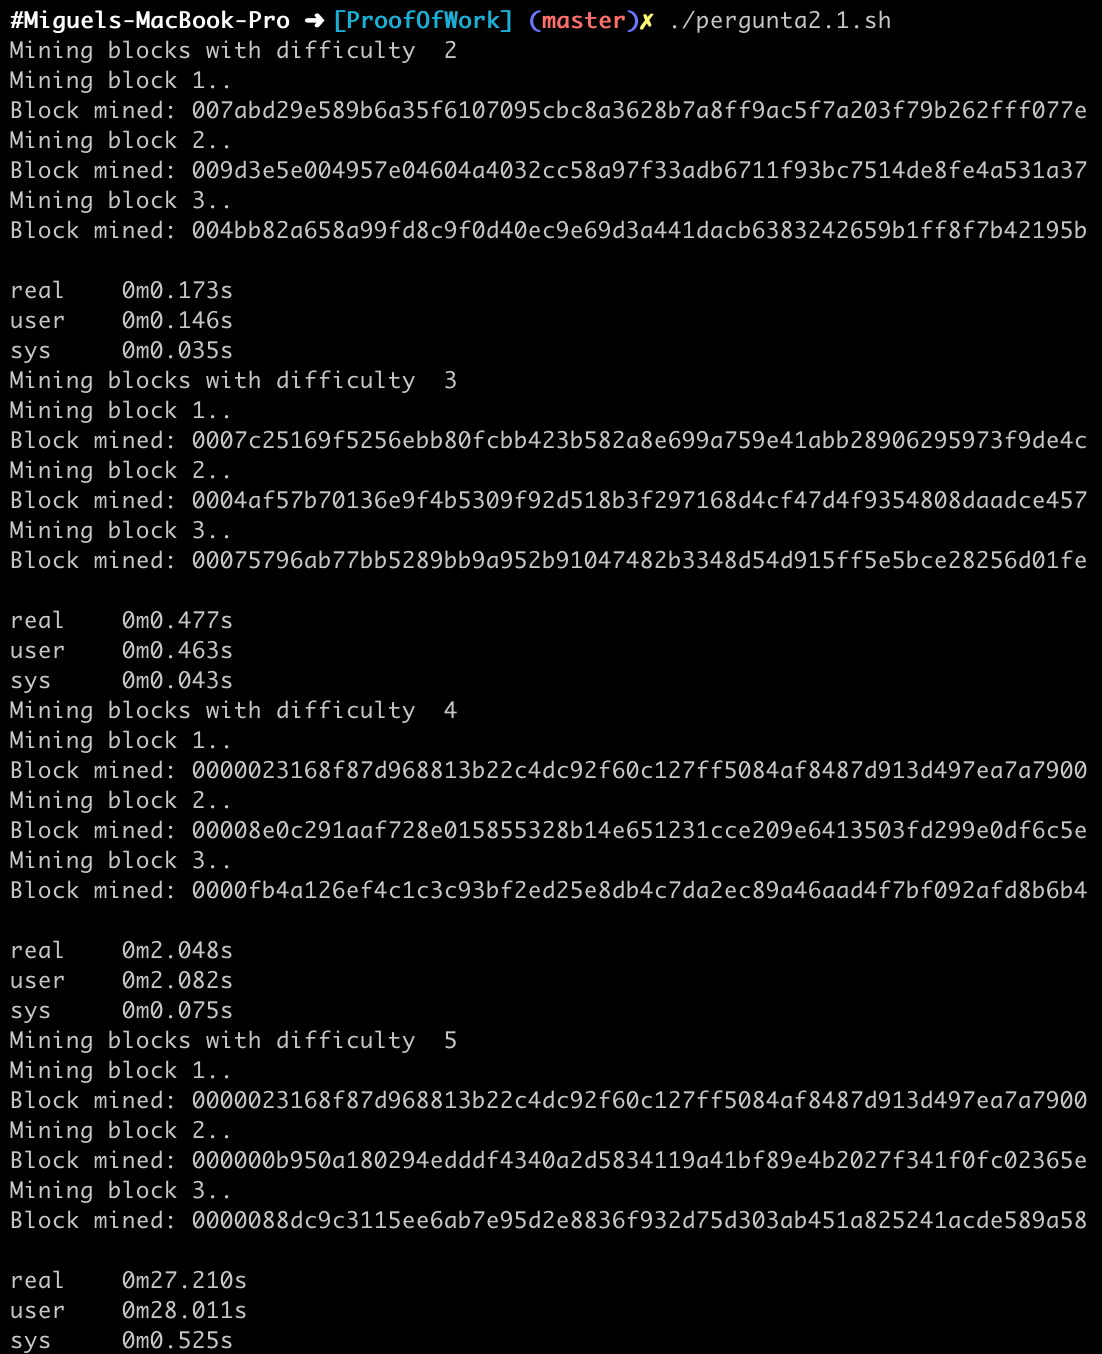 #Miguels-MacBook-Pro ➜ [ProofOfWork] (master)✗ ./pergunta2.1.sh
Mining blocks with difficulty  2
Mining block 1..
Block mined: 007abd29e589b6a35f6107095cbc8a3628b7a8ff9ac5f7a203f79b262fff077e
Mining block 2..
Block mined: 009d3e5e004957e04604a4032cc58a97f33adb6711f93bc7514de8fe4a531a37
Mining block 3..
Block mined: 004bb82a658a99fd8c9f0d40ec9e69d3a441dacb6383242659b1ff8f7b42195b

real    0m0.173s
user    0m0.146s
sys     0m0.035s
Mining blocks with difficulty  3
Mining block 1..
Block mined: 0007c25169f5256ebb80fcbb423b582a8e699a759e41abb28906295973f9de4c
Mining block 2..
Block mined: 0004af57b70136e9f4b5309f92d518b3f297168d4cf47d4f9354808daadce457
Mining block 3..
Block mined: 00075796ab77bb5289bb9a952b91047482b3348d54d915ff5e5bce28256d01fe

real    0m0.477s
user    0m0.463s
sys     0m0.043s
Mining blocks with difficulty  4
Mining block 1..
Block mined: 0000023168f87d968813b22c4dc92f60c127ff5084af8487d913d497ea7a7900
Mining block 2..
Block mined: 00008e0c291aaf728e015855328b14e651231cce209e6413503fd299e0df6c5e
Mining block 3..
Block mined: 0000fb4a126ef4c1c3c93bf2ed25e8db4c7da2ec89a46aad4f7bf092afd8b6b4

real    0m2.048s
user    0m2.082s
sys     0m0.075s
Mining blocks with difficulty  5
Mining block 1..
Block mined: 0000023168f87d968813b22c4dc92f60c127ff5084af8487d913d497ea7a7900
Mining block 2..
Block mined: 000000b950a180294edddf4340a2d5834119a41bf89e4b2027f341f0fc02365e
Mining block 3..
Block mined: 0000088dc9c3115ee6ab7e95d2e8836f932d75d303ab451a825241acde589a58

real    0m27.210s
user    0m28.011s
sys     0m0.525s